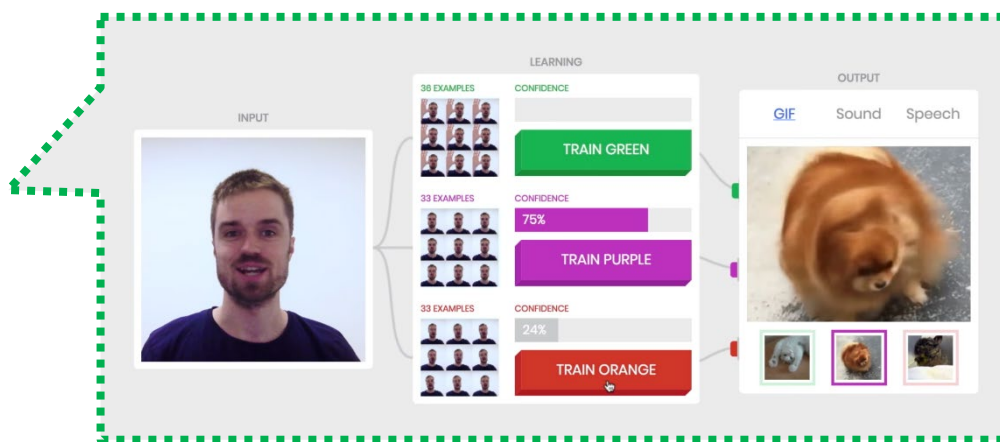 INPUT
LEARNING
36 EXAMPLES
CONFIDENCE
TRAIN GREEN
33 EXAMPLES
CONFIDENCE
75%
TRAIN PURPLE
33 EXAMPLES
CONFIDENCE
24%
TRAIN ORANGE
OUTPUT
GIF Sound Speech